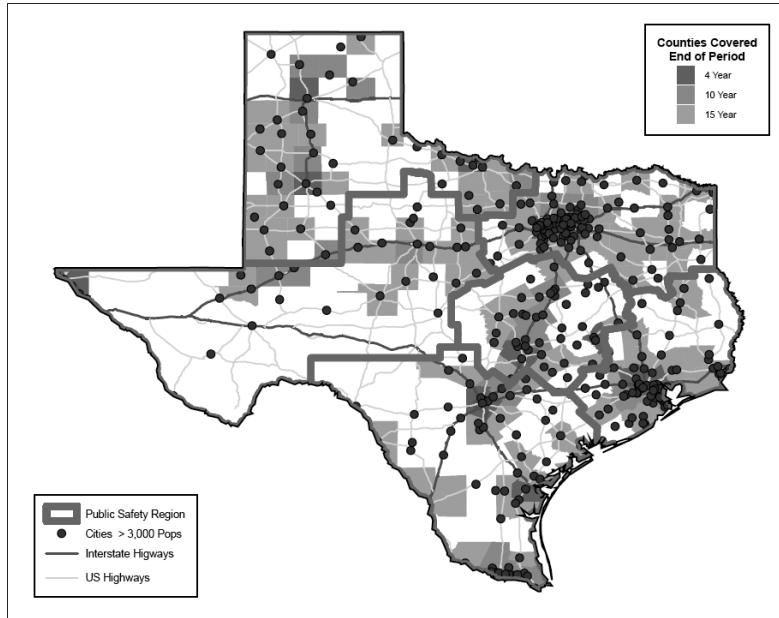 Counties Covered
End of Period
4 Year
10 Year
15 Year
Public Safety Region
Cities > 3,000 Pops
Interstate Higways
US Highways